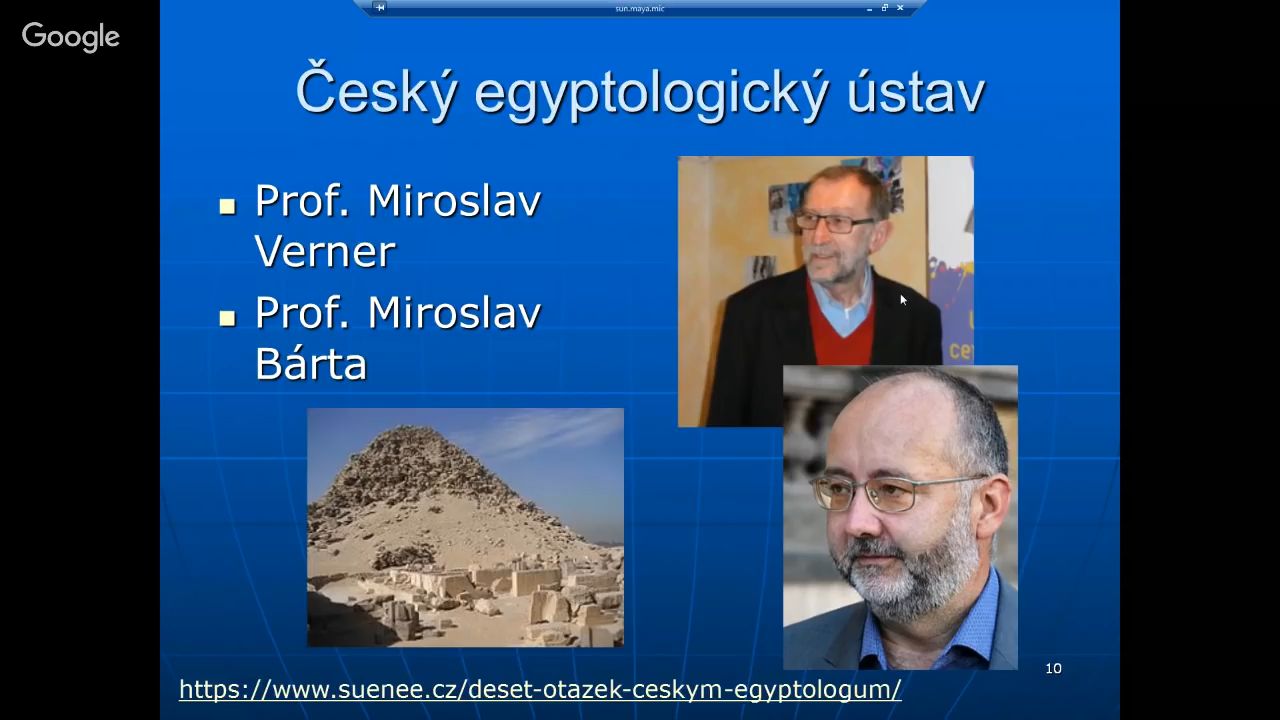 sun.maya.mic
Google
Český egyptologický ústav
Prof. Miroslav
Verner
Prof. Miroslav
Bárta
ce
10
https://www.suenee.cz/deset-otazek-ceskym-egyptologum/